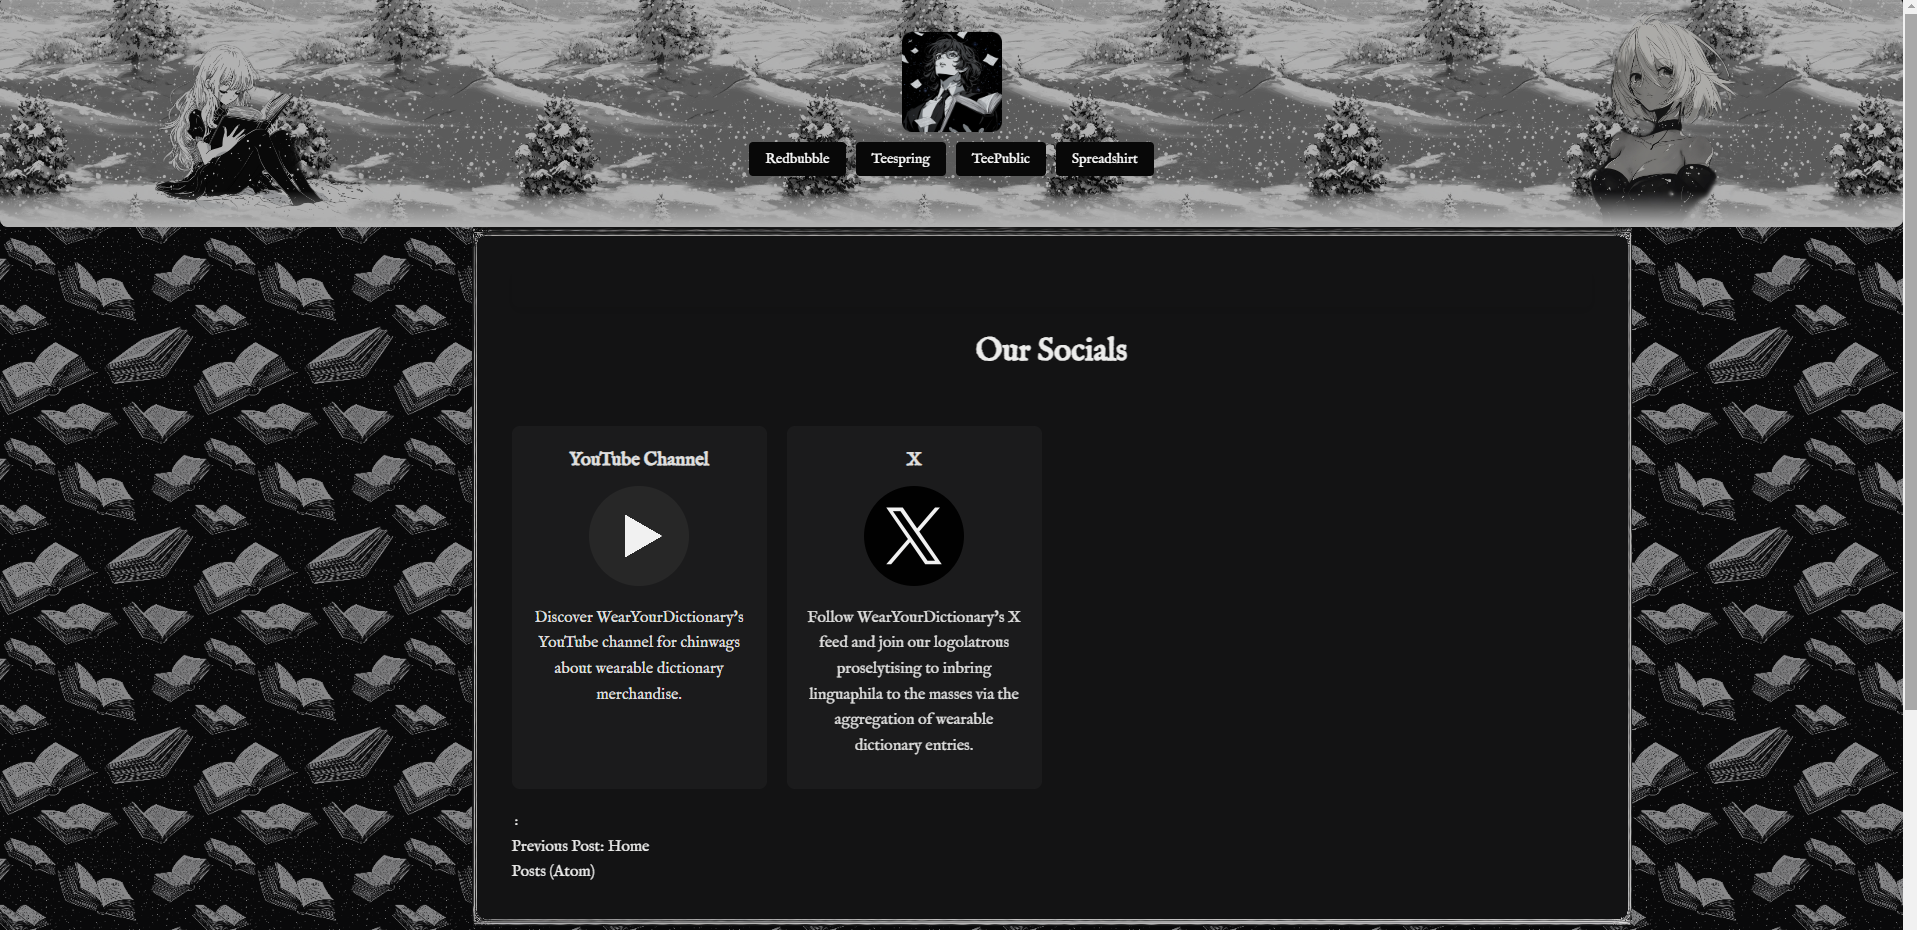 Redbubble
Teespring
TeePublic
Spreadshirt
Our Socials
YouTube Channel
Discover WearYourDictionary's
YouTube channel for chinwags
about wearable dictionary
merchandise.
X
Follow WearYourDictionary's X
feed and join our logolatrous
proselytising to inbring
linguaphila to the masses via the
aggregation of wearable
dictionary entries.
:
Previous Post: Home
Posts (Atom)